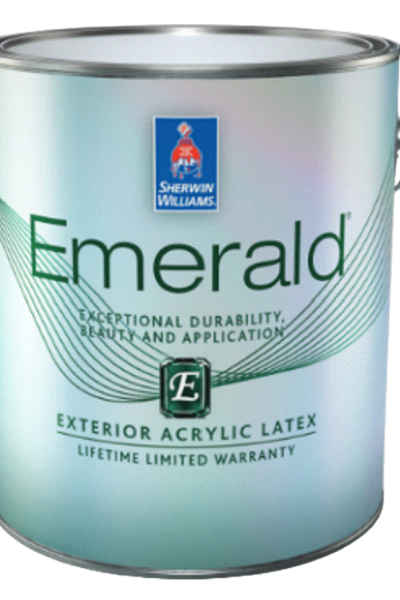 SHERWIN
WILLIAMS.
Emerald®
EXCEPTIONAL DURABILITY,
BEAUTY AND APPLICATION
E
EXTERIOR ACRYLIC LATEX
LIFETIME LIMITED WARRANTY